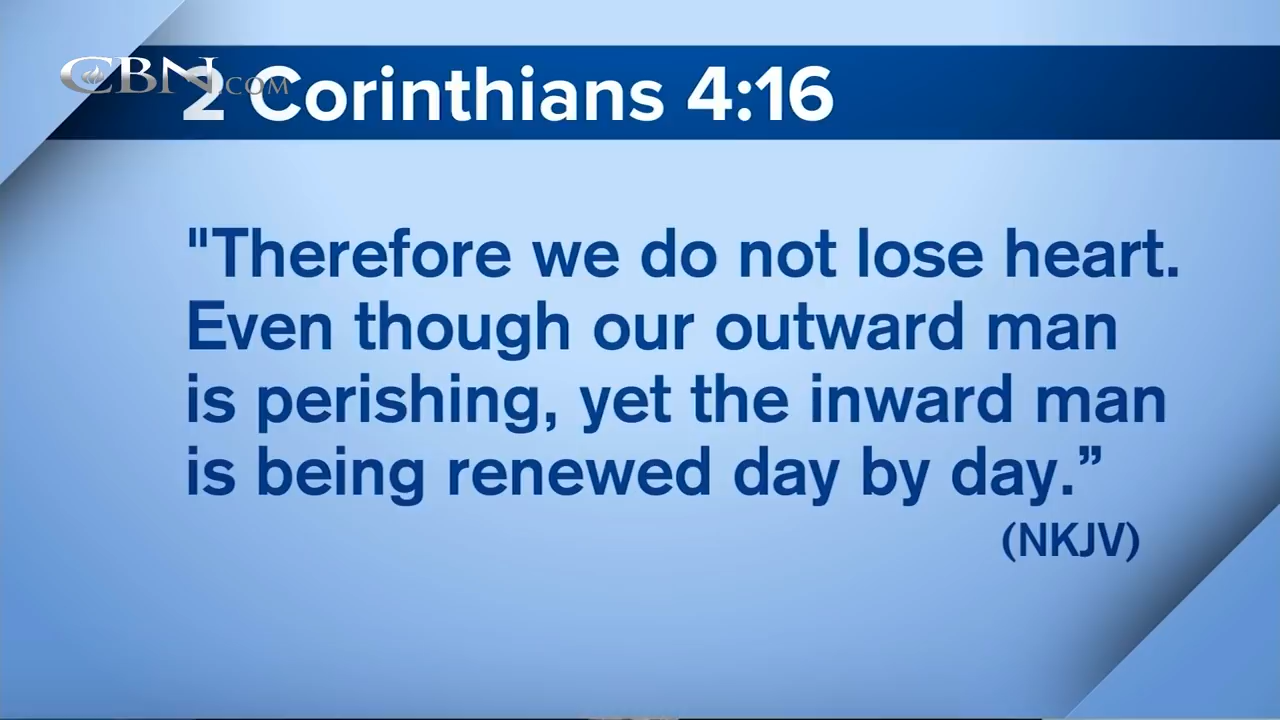 CBN.COM
2 Corinthians 4:16
"Therefore we do not lose heart.
Even though our outward man
is perishing, yet the inward man
is being renewed day by day.”
(NKJV)